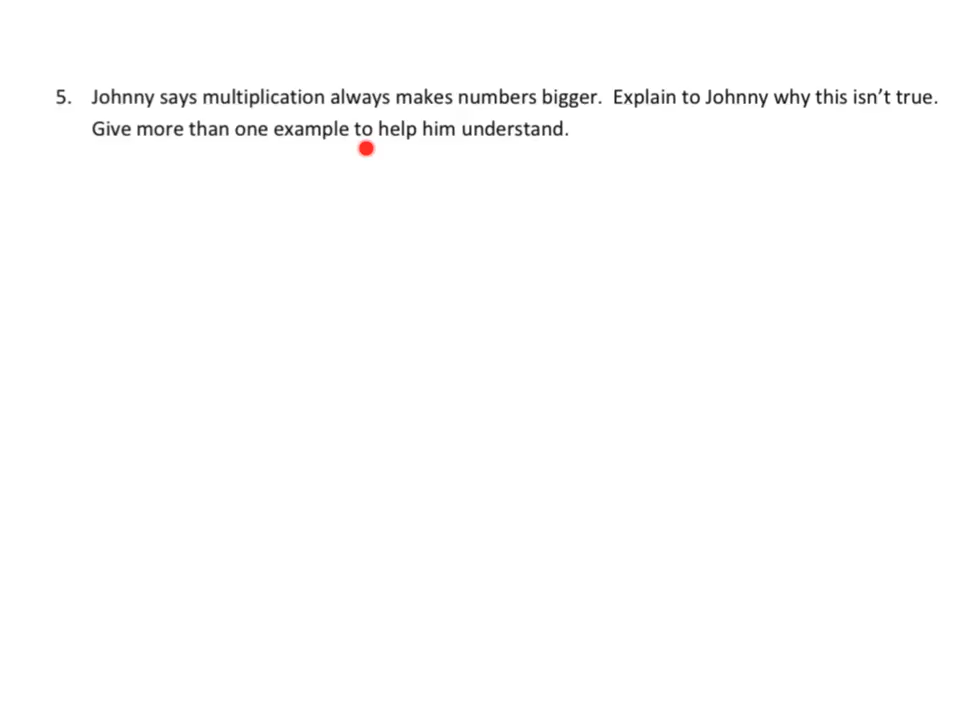 5. Johnny says multiplication always makes numbers bigger. Explain to Johnny why this isn’t true.
Give more than one example to help him understand.